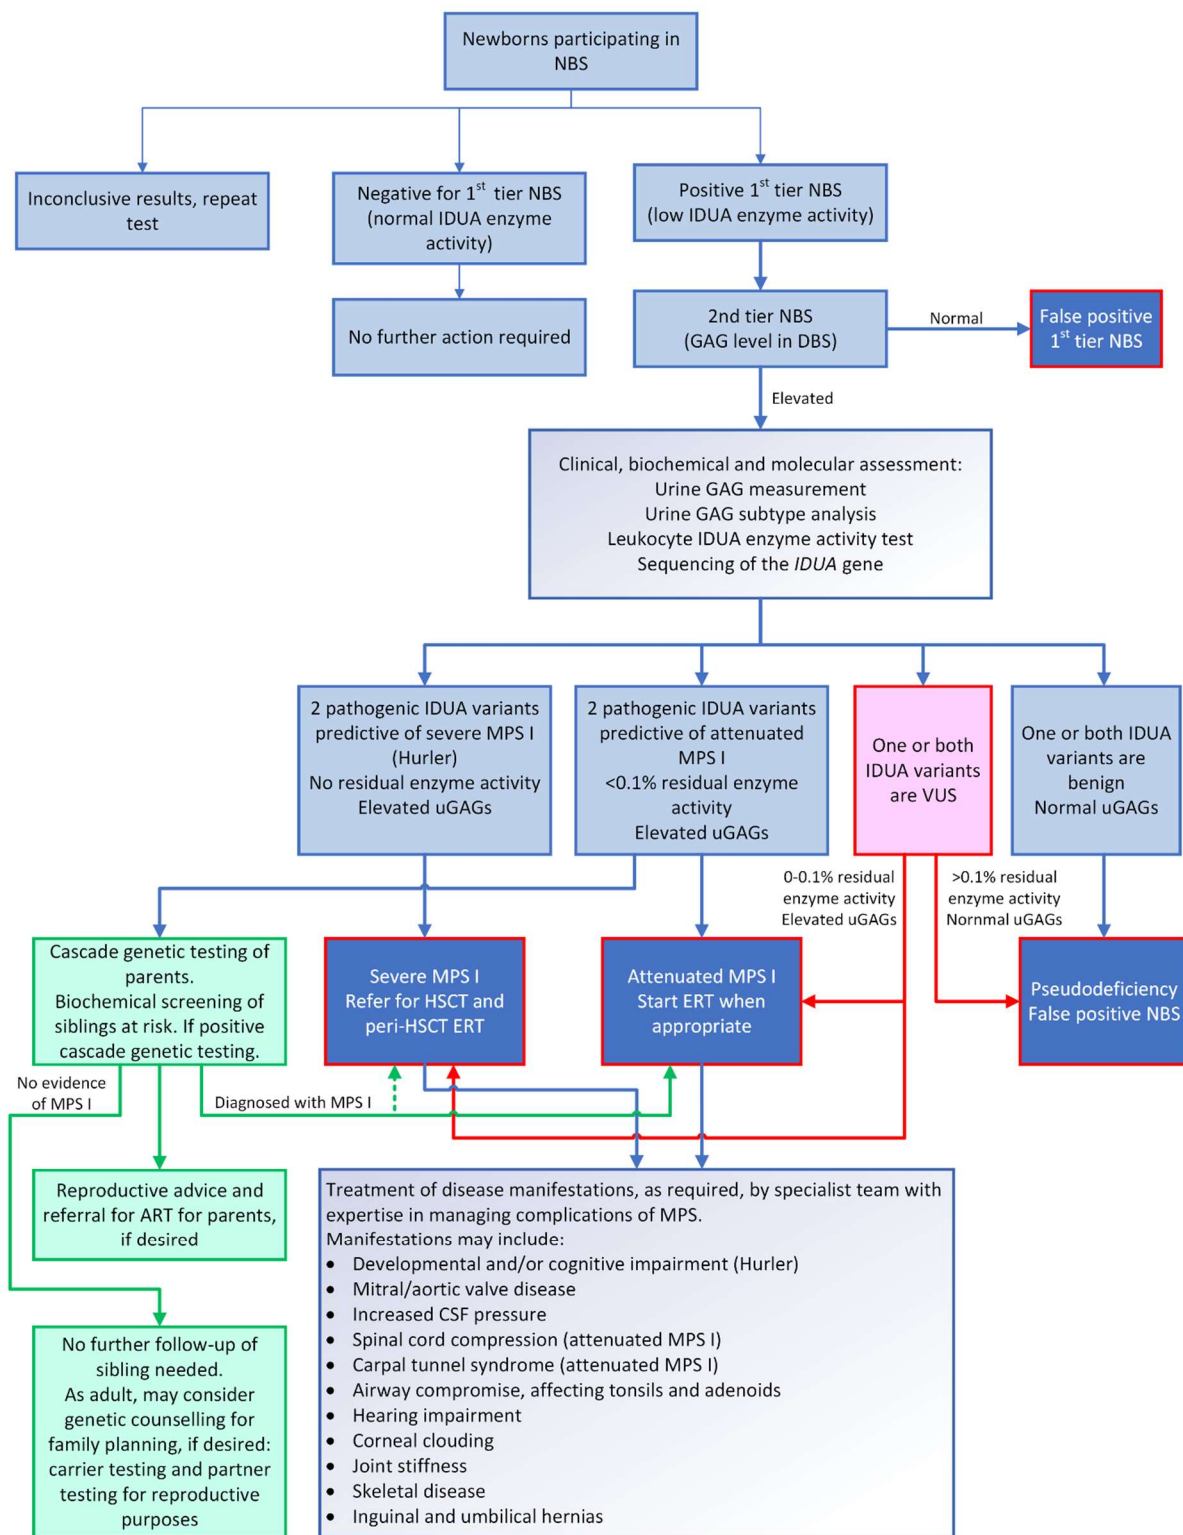 Newborns participating in
NBS
Inconclusive results, repeat
test
Negative for 1st tier NBS
(normal IDUA enzyme
activity)
Positive 1st tier NBS
(low IDUA enzyme activity)
No further action required
2nd tier NBS
(GAG level in DBS)
Normal
False positive
1st tier NBS
Elevated
Clinical, biochemical and molecular assessment:
Urine GAG measurement
Urine GAG subtype analysis
Leukocyte IDUA enzyme activity test
Sequencing of the IDUA gene
2 pathogenic IDUA variants
predictive of severe MPS I
(Hurler)
No residual enzyme activity
Elevated uGAGs
2 pathogenic IDUA variants
predictive of attenuated
MPS I
<0.1% residual enzyme
activity
Elevated uGAGs
One or both
IDUA variants
are VUS
One or both IDUA
variants are
benign
Normal uGAGs
0-0.1% residual
enzyme activity
Elevated uGAGs
>0.1% residual
enzyme activity
Nornmal uGAGs
Cascade genetic testing of
parents.
Biochemical screening of
siblings at risk. If positive
cascade genetic testing.
Severe MPS I
Refer for HSCT and
peri-HSCT ERT
Attenuated MPS I
Start ERT when
appropriate
Pseudodeficiency
False positive NBS
No evidence
of MPS I
Diagnosed with MPS I
Reproductive advice and
referral for ART for parents,
if desired
No further follow-up of
sibling needed.
As adult, may consider
genetic counselling for
family planning, if desired:
carrier testing and partner
testing for reproductive
purposes
Treatment of disease manifestations, as required, by specialist team with
expertise in managing complications of MPS.
Manifestations may include:
• Developmental and/or cognitive impairment (Hurler)
• Mitral/aortic valve disease
• Increased CSF pressure
• Spinal cord compression (attenuated MPS I)
• Carpal tunnel syndrome (attenuated MPS I)
• Airway compromise, affecting tonsils and adenoids
• Hearing impairment
• Corneal clouding
• Joint stiffness
• Skeletal disease
• Inguinal and umbilical hernias